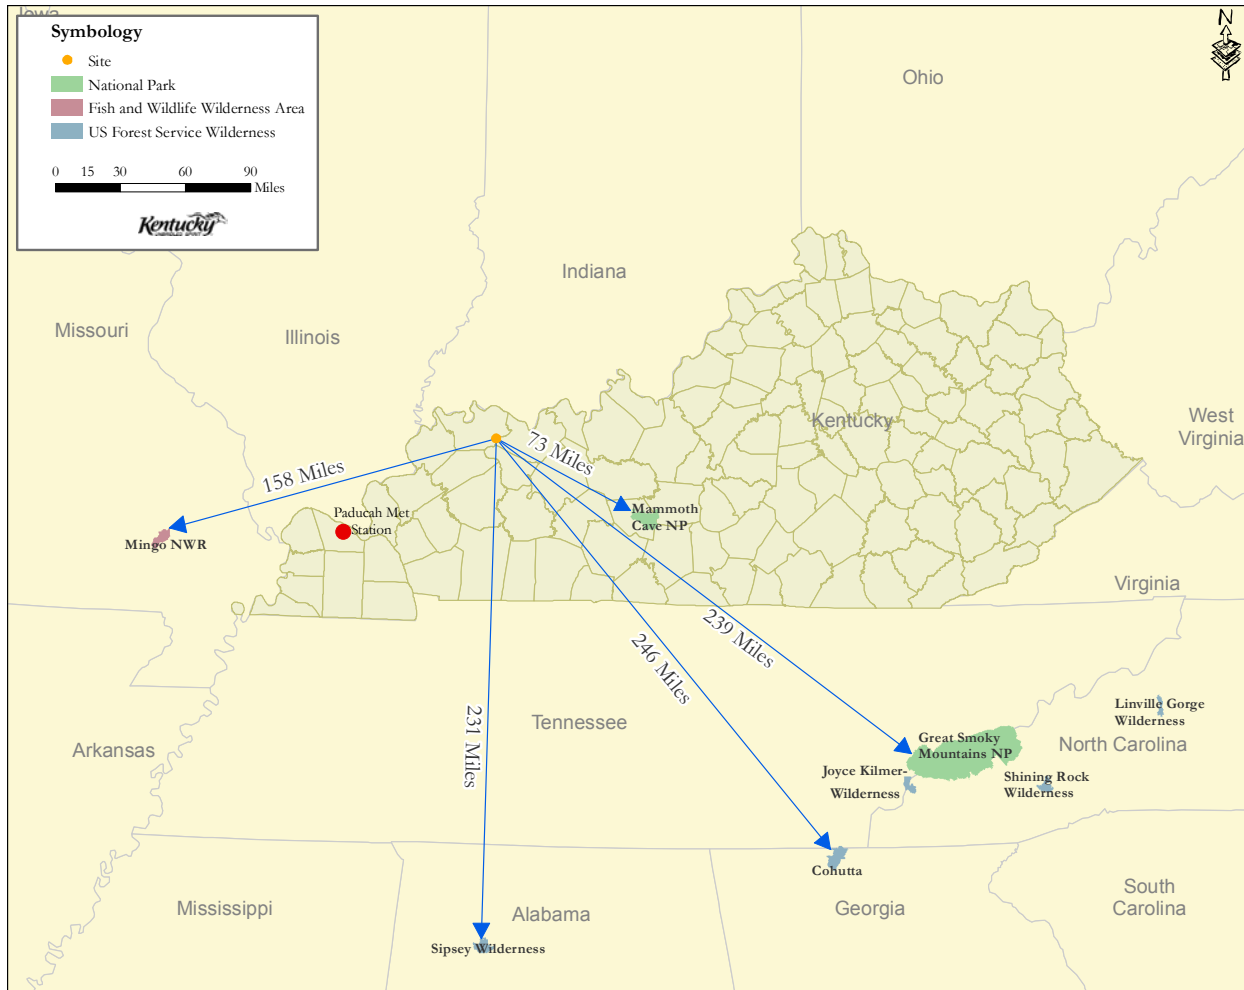 Iowa
Symbology
Site
National Park
Fish and Wildlife Wilderness Area
US Forest Service Wilderness
0 15 30 60 90
Miles
Kentucky
N
Ohio
Indiana
Missouri
Illinois
Kentucky
West
Virginia
73 Miles
158 Miles
Mammoth
Cave NP
Paducah Met
Station
Mingo NWR
Virginia
239 Miles
246 Miles
231 Miles
Linville Gorge
Wilderness
Tennessee
Arkansas
Great Smoky
Mountains NP
North Carolina
Joyce Kilmer-
Wilderness
Shining Rock
Wilderness
Cohutta
Mississippi
Alabama
Georgia
South
Carolina
Sipsey Wilderness